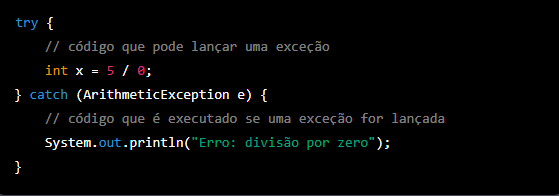 try {
    // código que pode lançar uma exceção
    int x = 5 / 0;
} catch (ArithmeticException e) {
    // código que é executado se uma exceção for lançada
    System.out.println("Erro: divisão por zero");
}